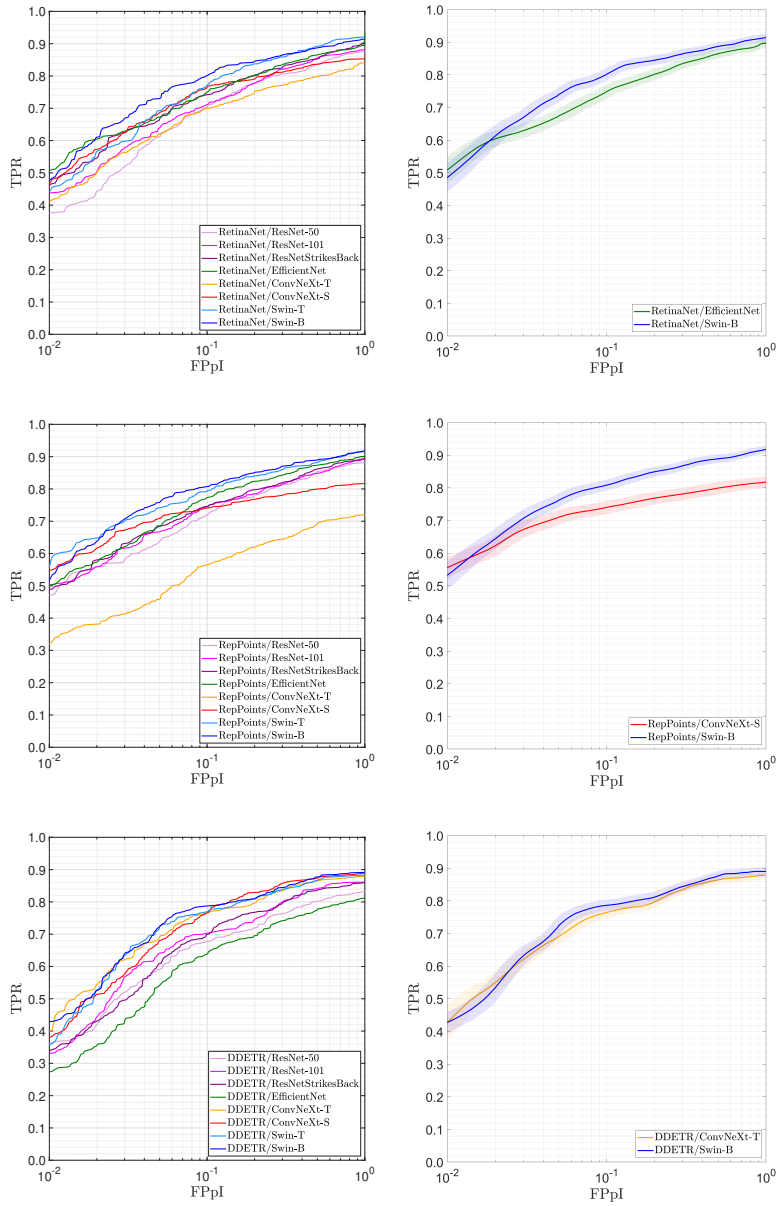 1.0
0.9
0.8
0.7
0.6
0.5
0.4
0.3
0.2
0.1
0.0
TPR
10-2
10-1
100
FPpI
RetinaNet/ResNet-50
RetinaNet/ResNet-101
RetinaNet/ResNetStrikesBack
RetinaNet/EfficientNet
RetinaNet/ConvNeXt-T
RetinaNet/ConvNeXt-S
RetinaNet/Swin-T
RetinaNet/Swin-B
1.0
0.9
0.8
0.7
0.6
0.5
0.4
0.3
0.2
0.1
0.0
TPR
10-2
10-1
100
FPpI
RetinaNet/EfficientNet
RetinaNet/Swin-B
1.0
0.9
0.8
0.7
0.6
0.5
0.4
0.3
0.2
0.1
0.0
TPR
10-2
10-1
100
FPpI
RepPoints/ResNet-50
RepPoints/ResNet-101
RepPoints/ResNetStrikesBack
RepPoints/EfficientNet
RepPoints/ConvNeXt-T
RepPoints/ConvNeXt-S
RepPoints/Swin-T
RepPoints/Swin-B
1.0
0.9
0.8
0.7
0.6
0.5
0.4
0.3
0.2
0.1
0.0
TPR
10-2
10-1
100
FPpI
RepPoints/ConvNeXt-S
RepPoints/Swin-B
1.0
0.9
0.8
0.7
0.6
0.5
0.4
0.3
0.2
0.1
0.0
TPR
10-2
10-1
100
FPpI
DDETR/ResNet-50
DDETR/ResNet-101
DDETR/ResNetStrikesBack
DDETR/EfficientNet
DDETR/ConvNeXt-T
DDETR/ConvNeXt-S
DDETR/Swin-T
DDETR/Swin-B
1.0
0.9
0.8
0.7
0.6
0.5
0.4
0.3
0.2
0.1
0.0
TPR
10-2
10-1
100
FPpI
DDETR/ConvNeXt-T
DDETR/Swin-B